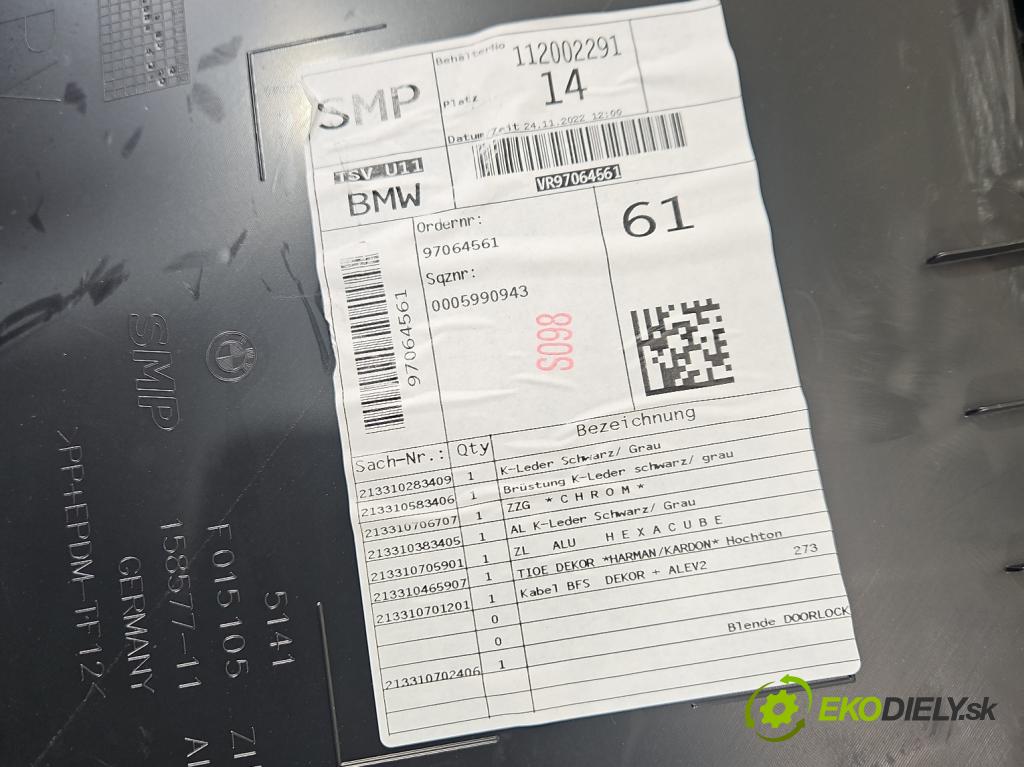 SMP
BehälterNo
112002291
Platz
14
Datum/Zeit 24.11.2022 12:00
TSV U11
BMW
VR97064561
Ordernr:
97064561
Sqznr:
0005990943
61
97064561
S098
Sach-Nr.: Qty Bezeichnung
213310283409 1 K-Leder Schwarz/ Grau
213310583406 1 Brüstung K-Leder schwarz/ grau
213310706707 1 ZZG *CHROM*
213310383405 1 AL K-Leder Schwarz/ Grau
213310705901 1 ZL ALU HEXACUBE
213310465907 1 TIOE DEKOR *HARMAN/KARDON* Hochton
213310701201 1 Kabel BFS DEKOR + ALEV2 273
0
0
213310702406 1 Blende DOORLOCK
SMP
>PP+EPDM-TF12<
GERMANY
158577-11
F015105
5141
EKODIELY.sk